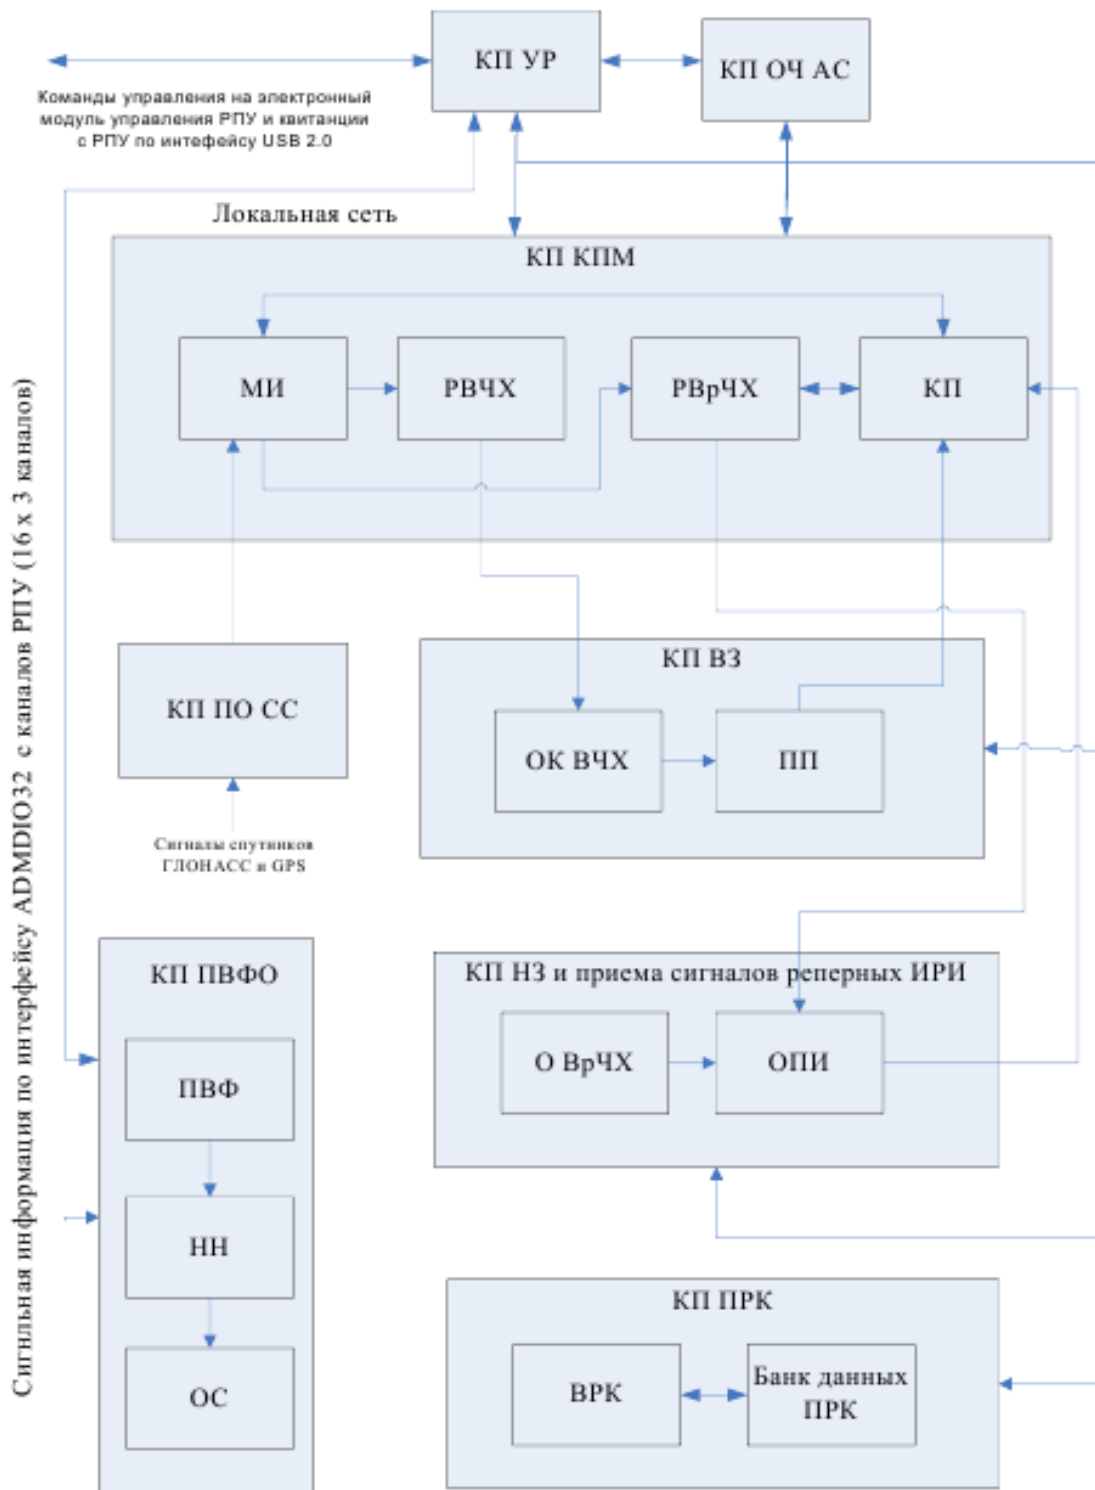 КП УР
КП ОЧ АС
Команды управления на электронный
модуль управления РПУ и квитанции
с РПУ по интефейсу USB 2.0
Локальная сеть
КП КПМ
МИ
РВЧХ
РВрЧХ
КП
Сигнльная информация по интерфейсу ADMDIO32 с каналов РПУ (16 x 3 каналов)
КП ПО СС
Сигналы спутников
ГЛОНАСС и GPS
КП ВЗ
ОК ВЧХ
ПП
КП ПВФО
ПВФ
НН
ОС
КП НЗ и приема сигналов реперных ИРИ
О ВрЧХ
ОПИ
КП ПРК
ВРК
Банк данных
ПРК